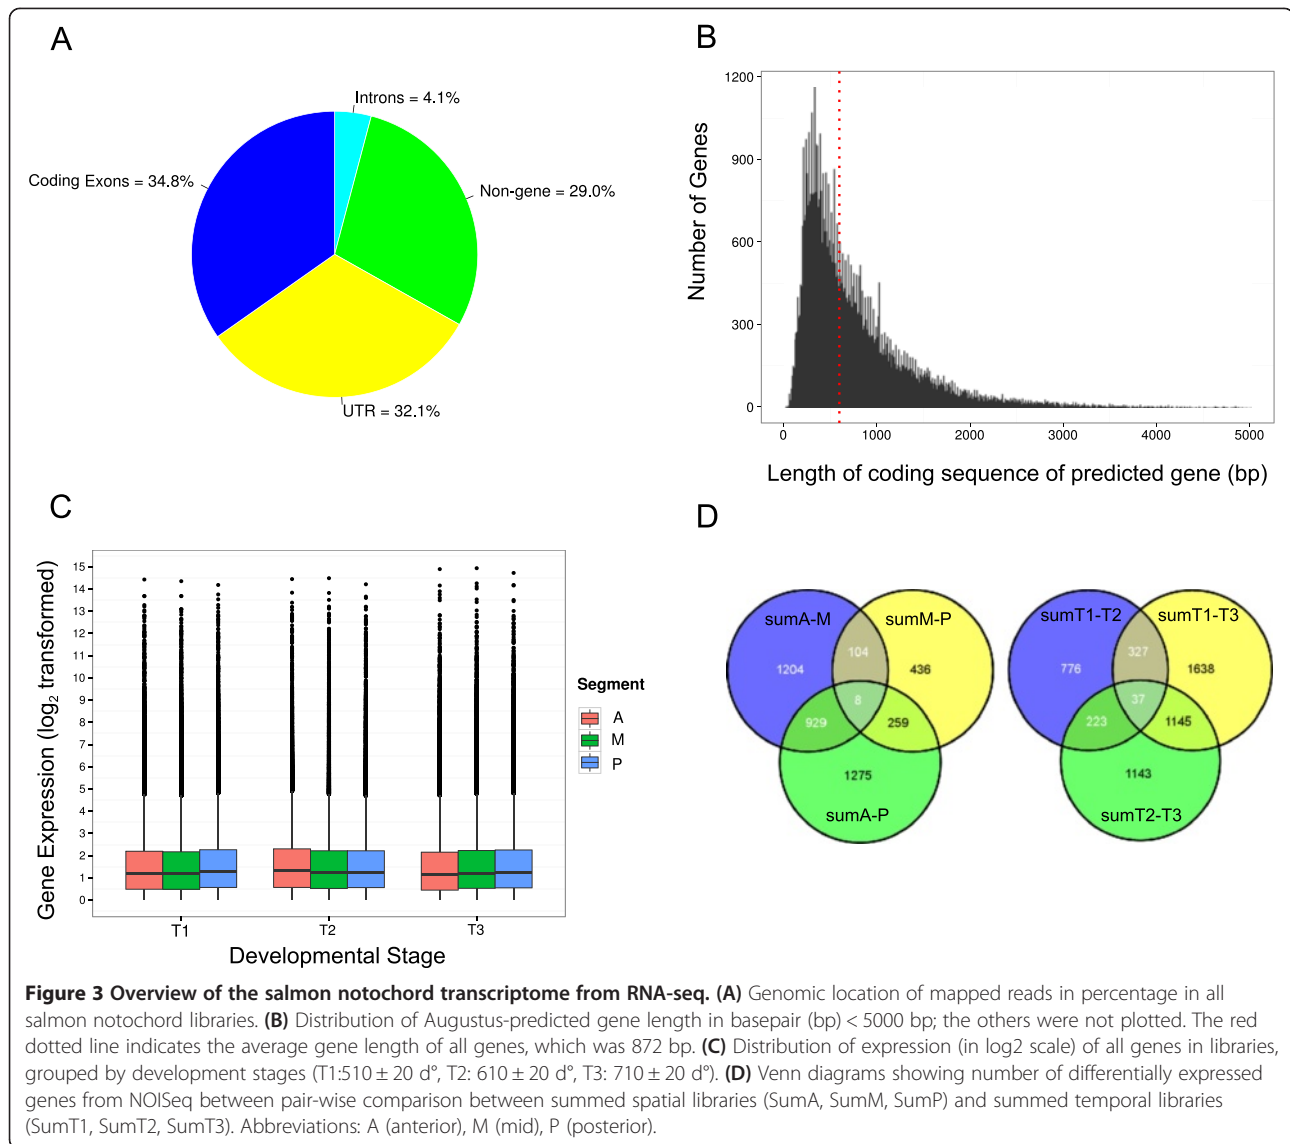 A
Introns = 4.1%
Coding Exons = 34.8%
Non-gene = 29.0%
UTR = 32.1%
B
Number of Genes
1200
900
600
300
0
0 1000 2000 3000 4000 5000
Length of coding sequence of predicted gene (bp)
C
Gene Expression (log2 transformed)
15
14
13
12
11
10
9
8
7
6
5
4
3
2
1
0
T1 T2 T3
Developmental Stage
Segment
A
M
P
D
sumA-M
sumM-P
104
1204
436
8
929
259
1275
sumA-P
sumT1-T2
sumT1-T3
327
776
1638
37
223
1145
1143
sumT2-T3
Figure 3 Overview of the salmon notochord transcriptome from RNA-seq. (A) Genomic location of mapped reads in percentage in all
salmon notochord libraries. (B) Distribution of Augustus-predicted gene length in basepair (bp) < 5000 bp; the others were not plotted. The red
dotted line indicates the average gene length of all genes, which was 872 bp. (C) Distribution of expression (in log2 scale) of all genes in libraries,
grouped by development stages (T1:510 ± 20 d°, T2: 610 ± 20 d°, T3: 710 ± 20 d°). (D) Venn diagrams showing number of differentially expressed
genes from NOISeq between pair-wise comparison between summed spatial libraries (SumA, SumM, SumP) and summed temporal libraries
(SumT1, SumT2, SumT3). Abbreviations: A (anterior), M (mid), P (posterior).